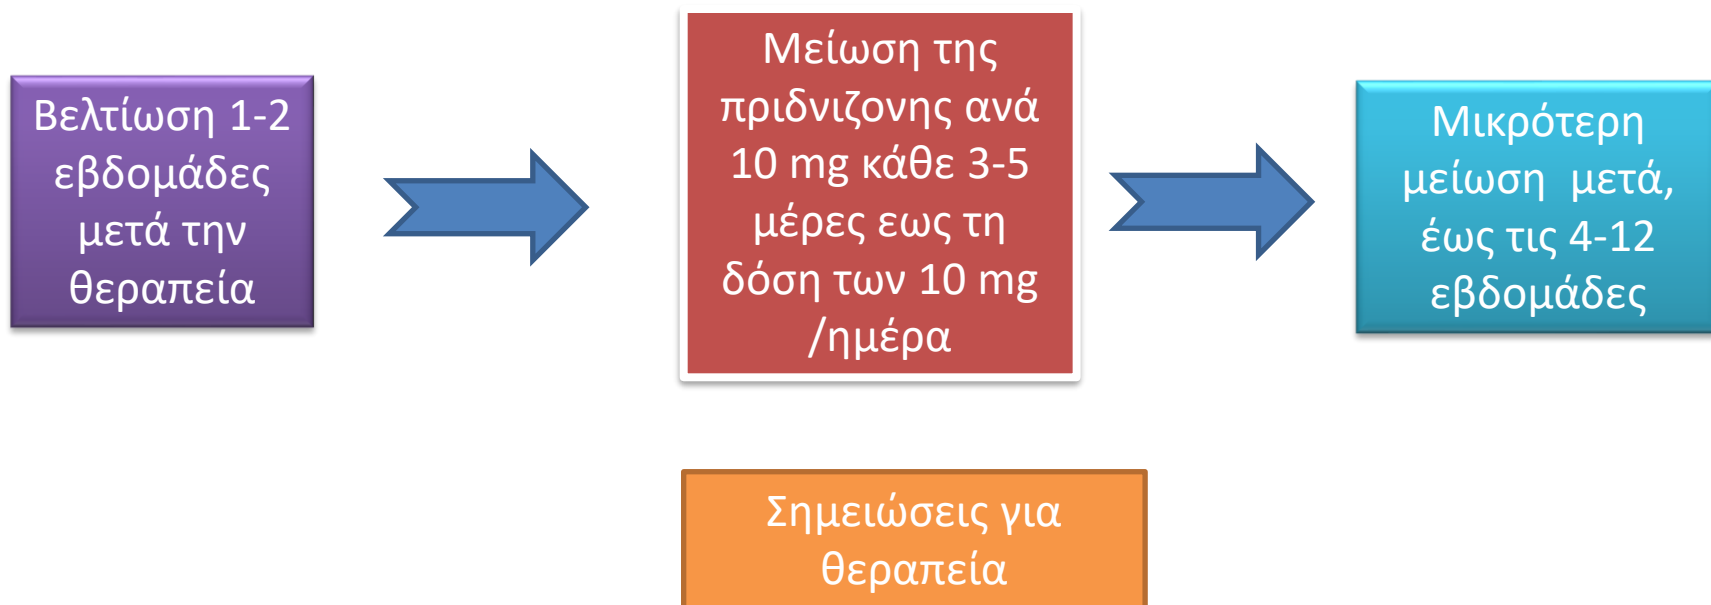 Βελτίωση 1-2
εβδομάδες
μετά την
θεραπεία
Μείωση της
πριδνιζονης ανά
10 mg κάθε 3-5
μέρες εως τη
δόση των 10 mg
/ημέρα
Μικρότερη
μείωση μετά,
έως τις 4-12
εβδομάδες
Σημειώσεις για
θεραπεία